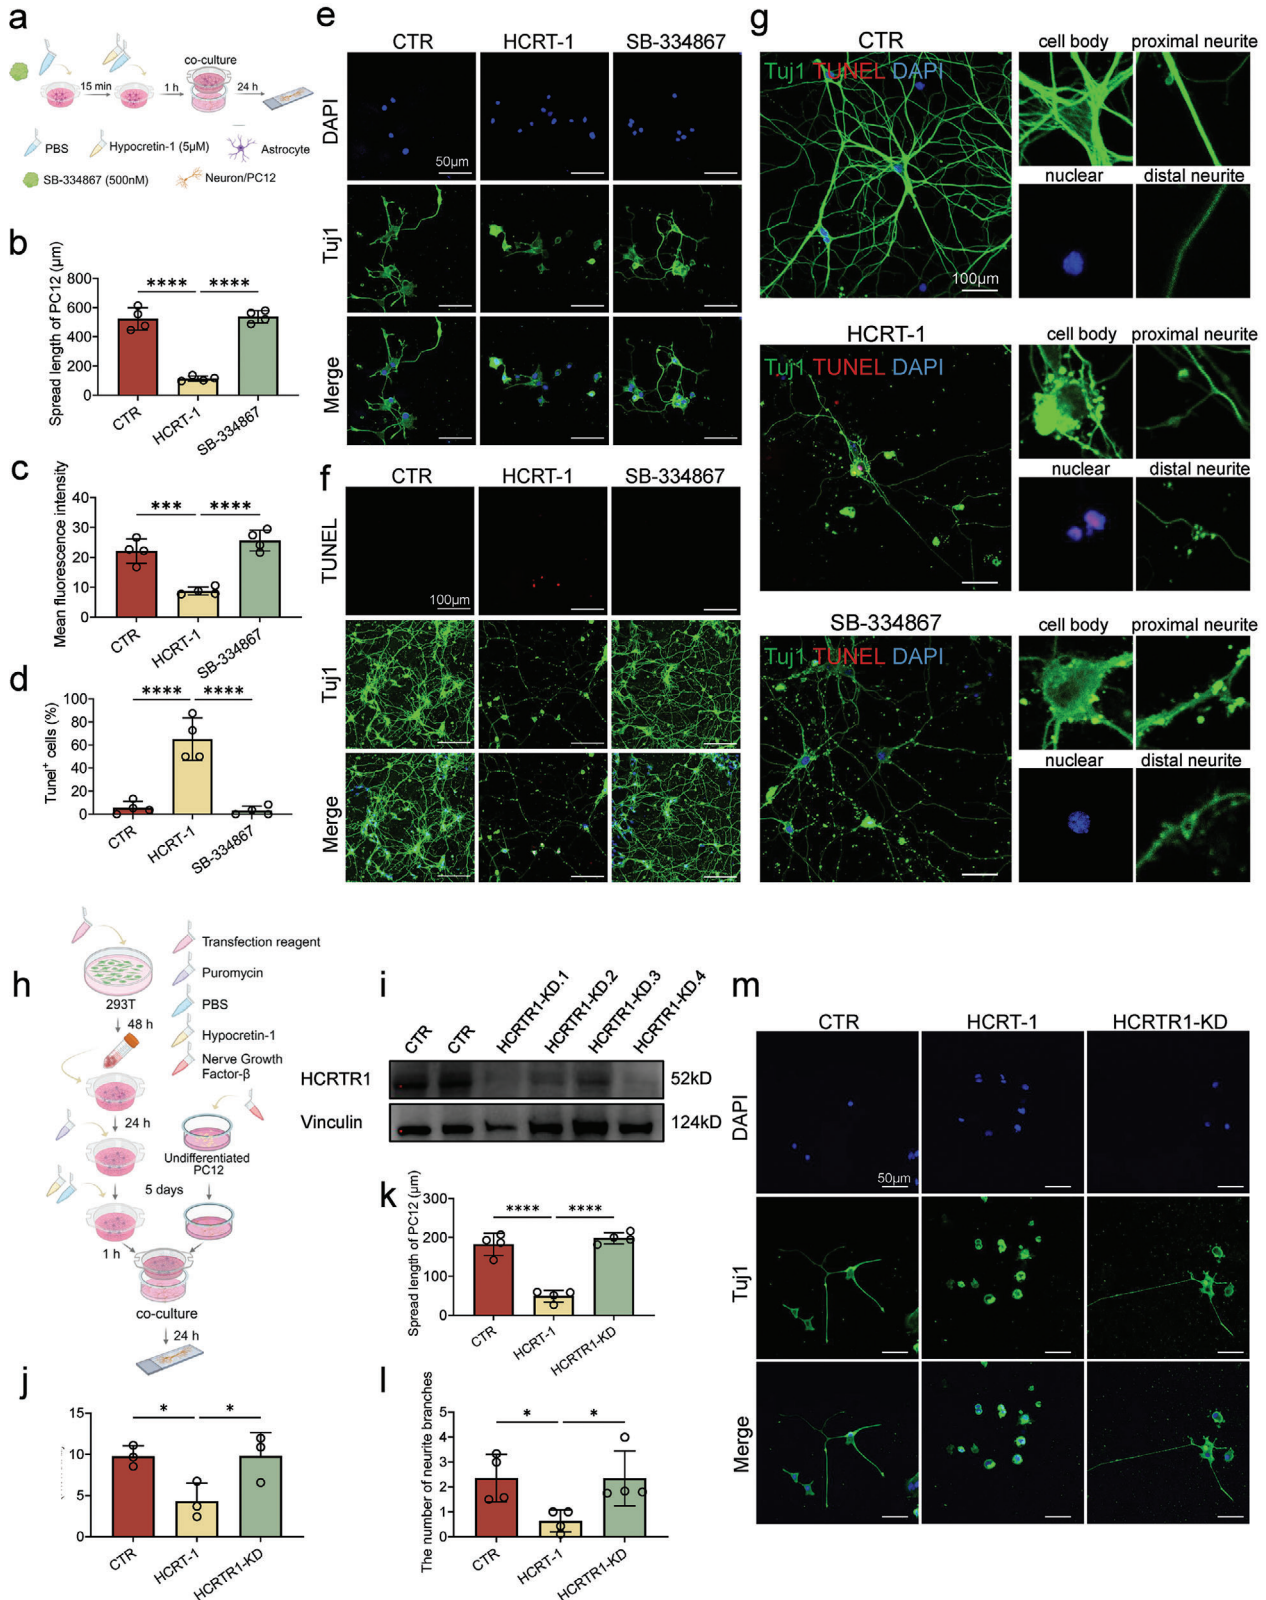 a
co-culture
15 min
1 h
24 h
PBS
Hypocretin-1 (5μM)
Astrocyte
SB-334867 (500nM)
Neuron/PC12
b
Spread length of PC12 (μm)
800
600
400
200
0
**** ****
CTR
HCRT-1
SB-334867
c
Mean fluorescence intensity
40
30
20
10
0
*** ****
CTR
HCRT-1
SB-334867
d
Tunel+ cells (%)
100
80
60
40
20
0
**** ****
CTR
HCRT-1
SB-334867
e
CTR HCRT-1 SB-334867
DAPI
50μm
Tuj1
Merge
f
CTR HCRT-1 SB-334867
TUNEL
100μm
Tuj1
Merge
g
CTR
Tuj1 TUNEL DAPI
100μm
cell body proximal neurite
nuclear distal neurite
HCRT-1
Tuj1 TUNEL DAPI
cell body proximal neurite
nuclear distal neurite
SB-334867
Tuj1 TUNEL DAPI
cell body proximal neurite
nuclear distal neurite
h
Transfection reagent
Puromycin
PBS
Hypocretin-1
Nerve Growth
Factor-β
293T
48 h
24 h
Undifferentiated
PC12
5 days
1 h
co-culture
24 h
i
CTR
CTR
HCRTR1-KD.1
HCRTR1-KD.2
HCRTR1-KD.3
HCRTR1-KD.4
HCRTR1 52kD
Vinculin 124kD
j
15
10
5
0
* *
CTR
HCRT-1
HCRTR1-KD
k
Spread length of PC12 (μm)
300
200
100
0
**** ****
CTR
HCRT-1
HCRTR1-KD
l
The number of neurite branches
5
4
3
2
1
0
* *
CTR
HCRT-1
HCRTR1-KD
m
CTR HCRT-1 HCRTR1-KD
DAPI
50μm
Tuj1
Merge